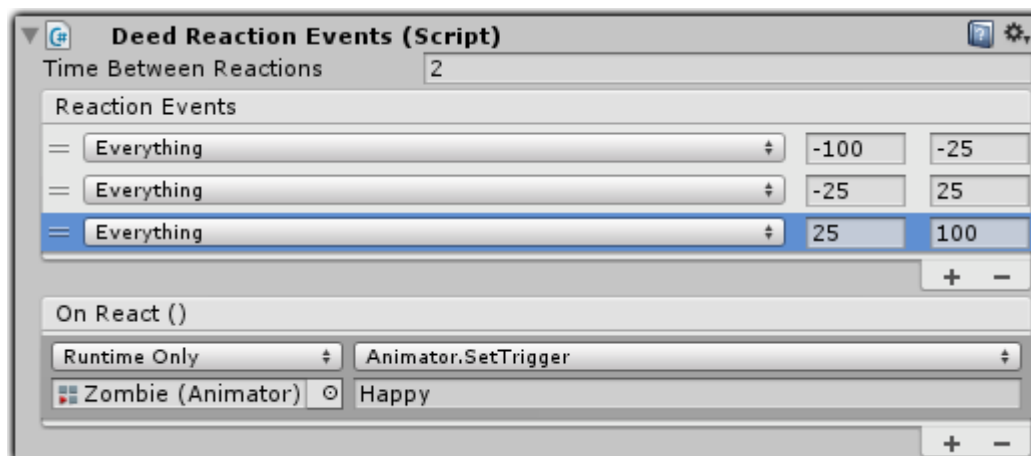 Deed Reaction Events (Script)
Time Between Reactions 2
Reaction Events
Everything -100 -25
Everything -25 25
Everything 25 100
+ −
On React ()
Runtime Only Animator.SetTrigger
Zombie (Animator) Happy
+ −